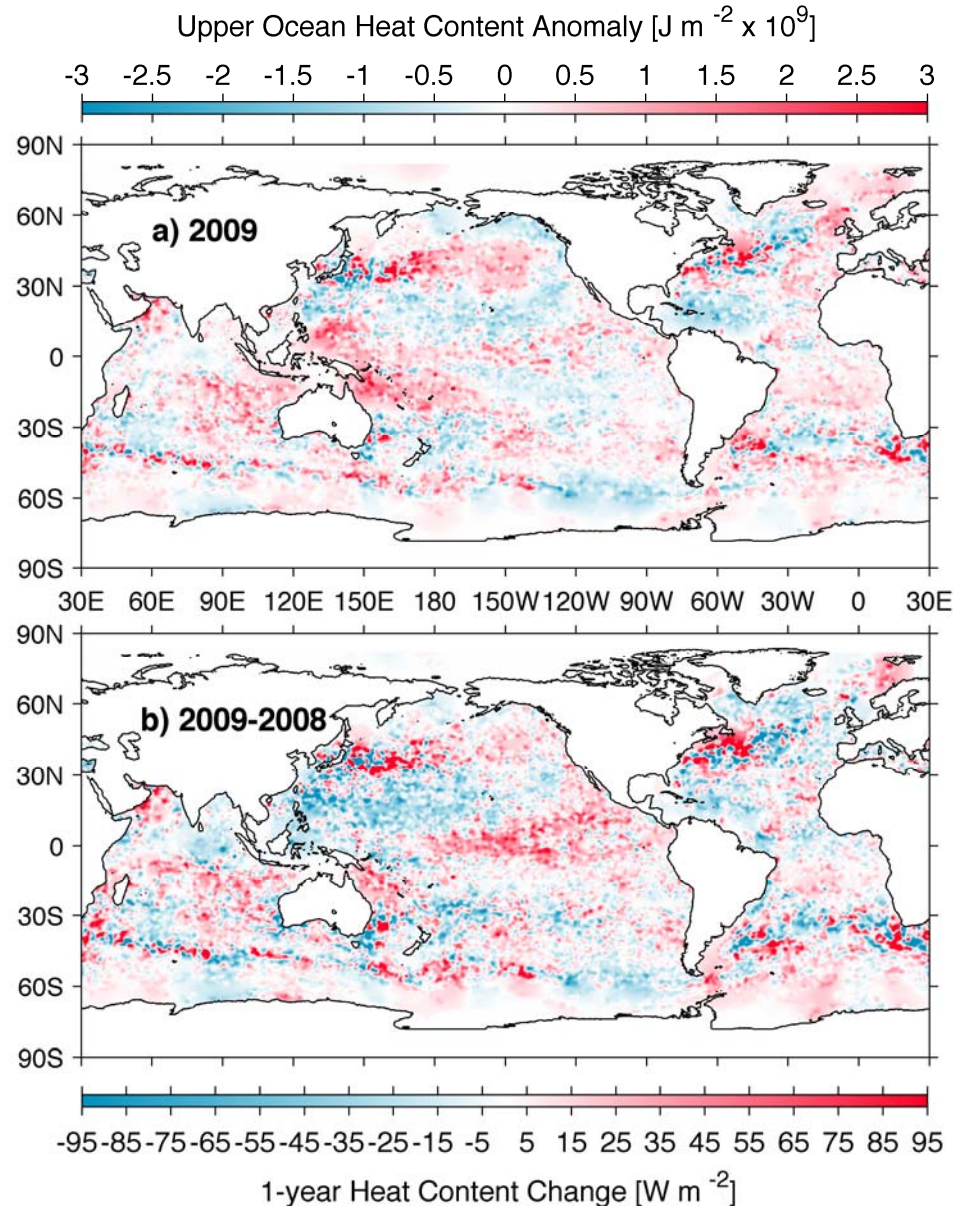 Upper Ocean Heat Content Anomaly [J m -2 x 10^9]
-3 -2.5 -2 -1.5 -1 -0.5 0 0.5 1 1.5 2 2.5 3
90N
60N
a) 2009
30N
0
30S
60S
90S
30E 60E 90E 120E 150E 180 150W 120W 90W 60W 30W 0 30E
90N
60N
b) 2009-2008
30N
0
30S
60S
90S
-95 -85 -75 -65 -55 -45 -35 -25 -15 -5 5 15 25 35 45 55 65 75 85 95
1-year Heat Content Change [W m -2]